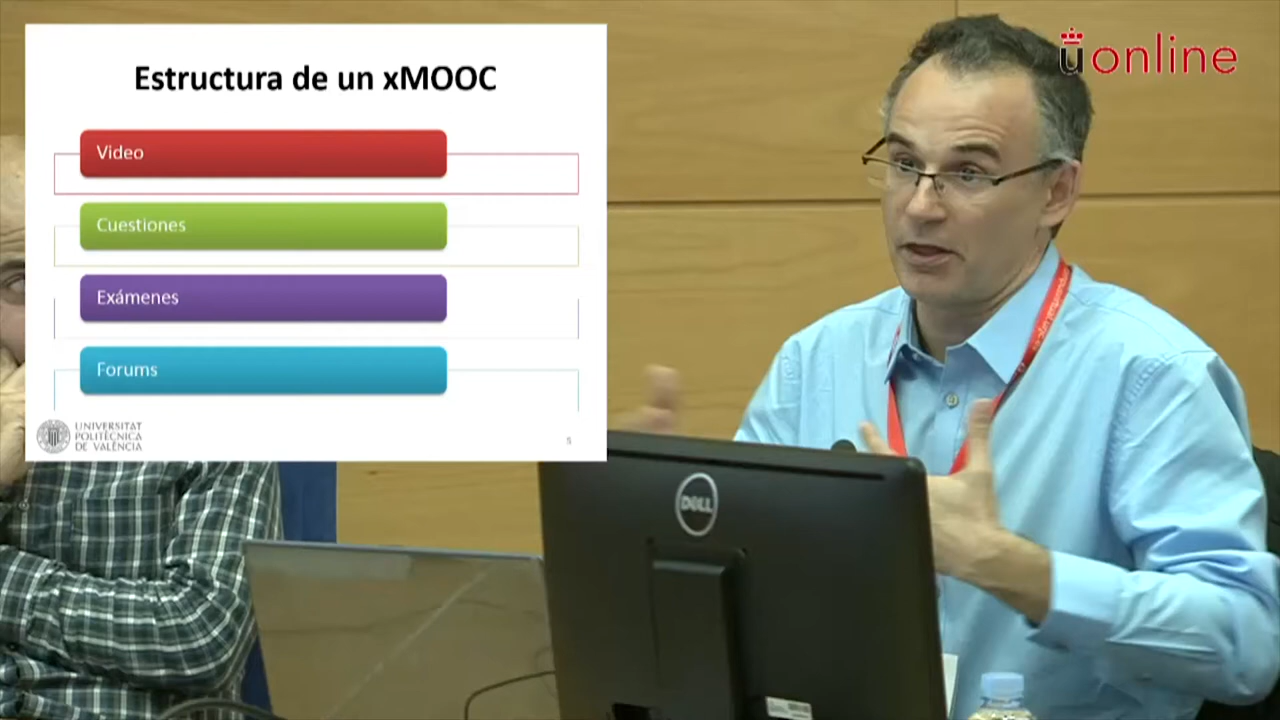 Estructura de un xMOOC
Video
Cuestiones
Exámenes
Forums
UNIVERSITAT
POLITÈCNICA
DE VALÈNCIA
5
ü online
DELL